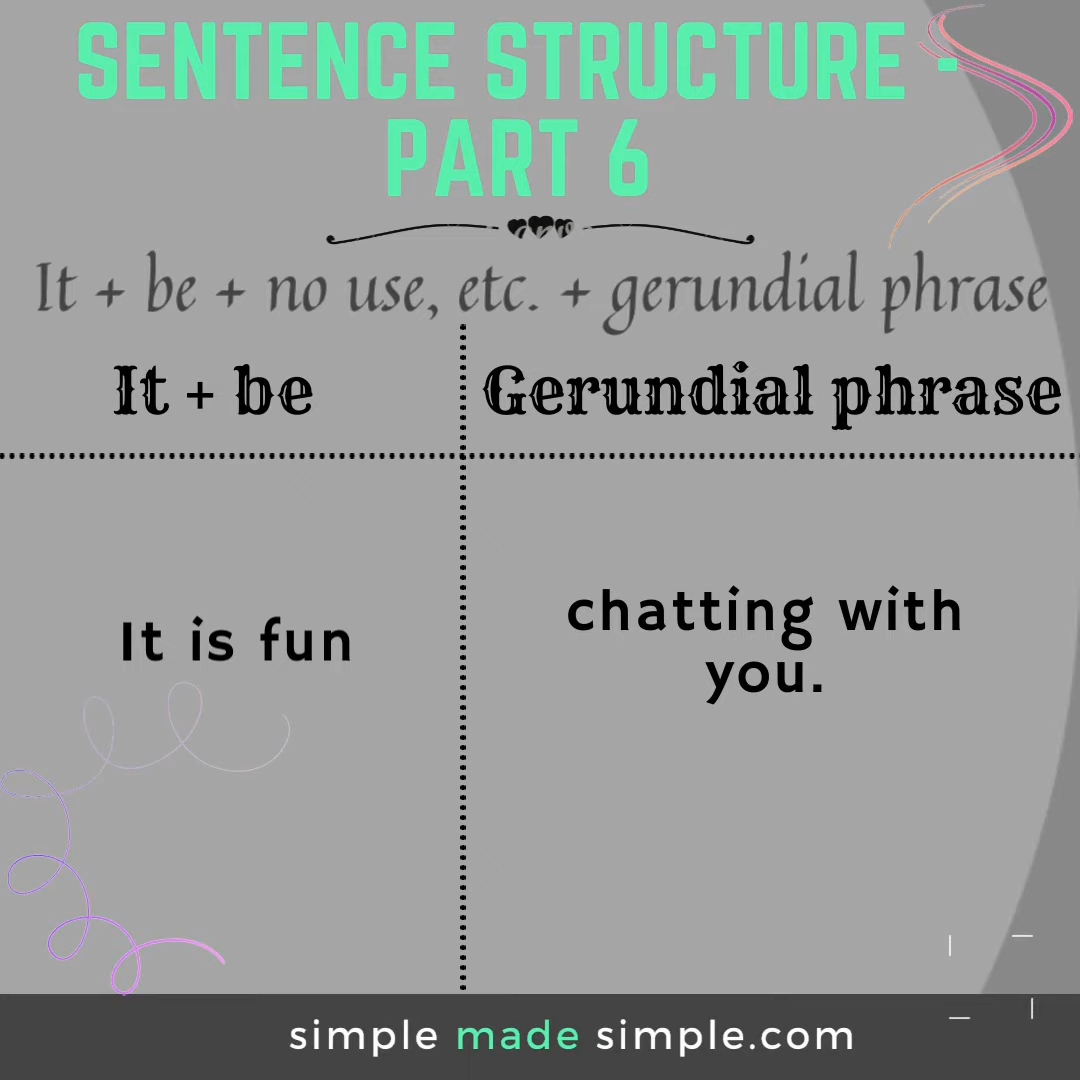 SENTENCE STRUCTURE -
PART 6
It + be + no use, etc. + gerundial phrase
It + be
Gerundial phrase
It is fun
chatting with
you.
simple made simple.com